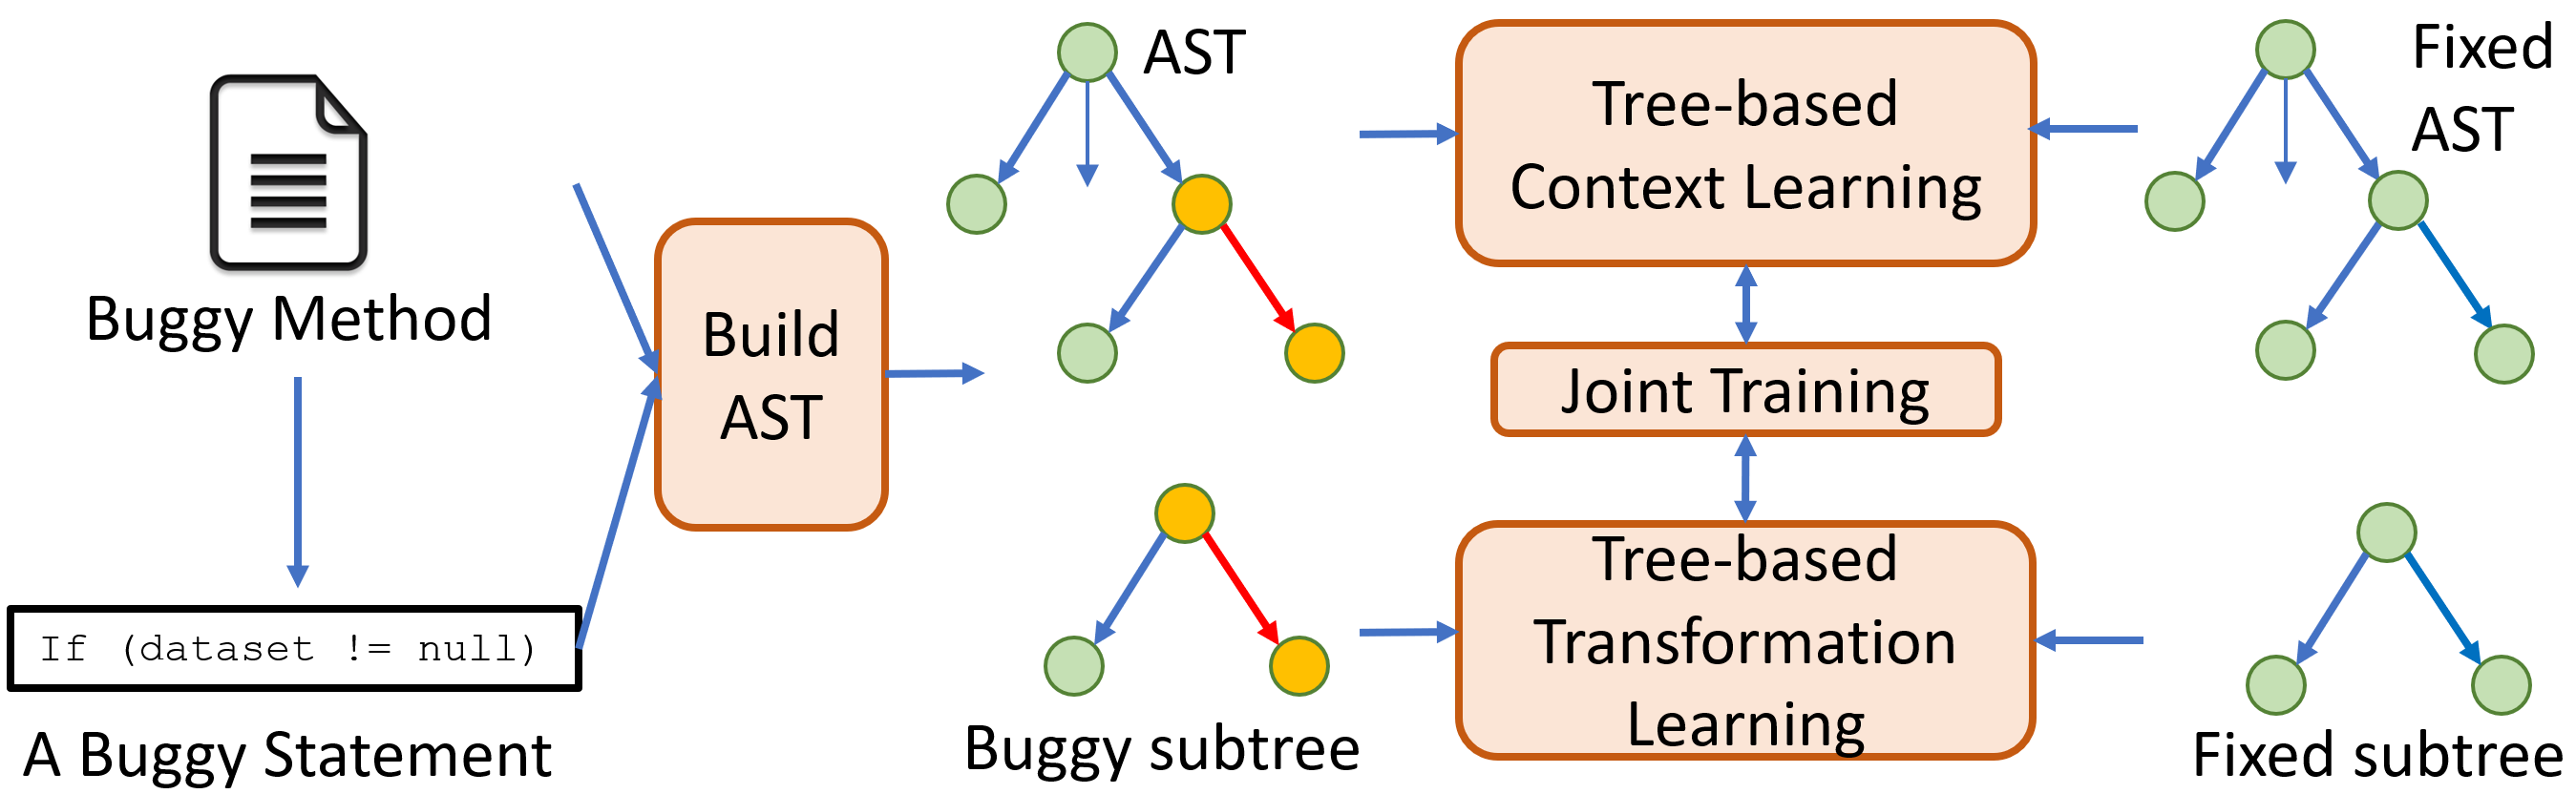 Buggy Method
If (dataset != null)
A Buggy Statement
Build
AST
AST
Buggy subtree
Tree-based
Context Learning
Joint Training
Tree-based
Transformation
Learning
Fixed
AST
Fixed subtree